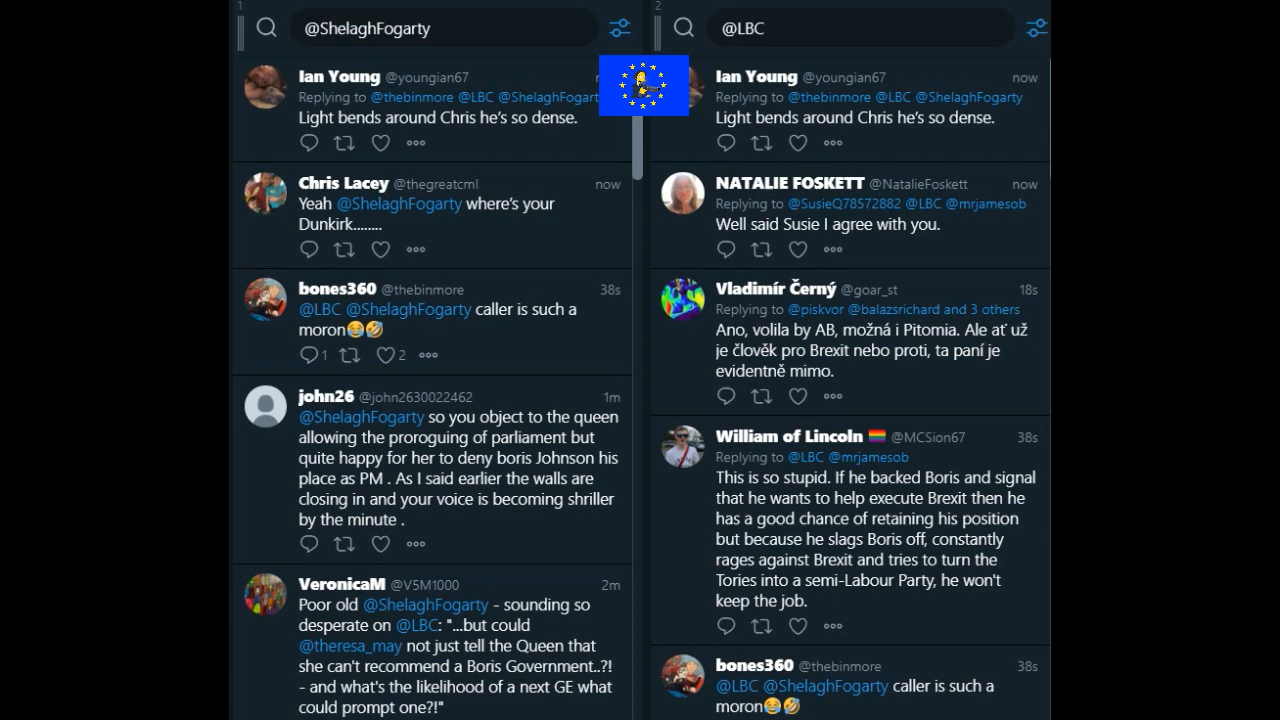 1
@ShelaghFogarty
Ian Young @youngian67
Replying to @thebinmore @LBC @ShelaghFogart
Light bends around Chris he's so dense.
Chris Lacey @thegreatcml now
Yeah @ShelaghFogarty where's your
Dunkirk........
bones360 @thebinmore 38s
@LBC @ShelaghFogarty caller is such a
moron😂🤣
1 2
john26 @john2630022462 1m
@ShelaghFogarty so you object to the queen
allowing the proroguing of parliament but
quite happy for her to deny boris Johnson his
place as PM . As I said earlier the walls are
closing in and your voice is becoming shriller
by the minute .
VeronicaM @V5M1000 2m
Poor old @ShelaghFogarty - sounding so
desperate on @LBC: "...but could
@theresa_may not just tell the Queen that
she can't recommend a Boris Government..?!
- and what's the likelihood of a next GE what
could prompt one?!"
2
@LBC
Ian Young @youngian67 now
Replying to @thebinmore @LBC @ShelaghFogarty
Light bends around Chris he's so dense.
NATALIE FOSKETT @NatalieFoskett now
Replying to @SusieQ78572882 @LBC @mrjamesob
Well said Susie I agree with you.
Vladimír Černý @goar_st 18s
Replying to @piskvor @balazsrichard and 3 others
Ano, volila by AB, možná i Pitomia. Ale ať už
je člověk pro Brexit nebo proti, ta paní je
evidentně mimo.
William of Lincoln 🏳️‍🌈 @MCSion67 38s
Replying to @LBC @mrjamesob
This is so stupid. If he backed Boris and signal
that he wants to help execute Brexit then he
has a good chance of retaining his position
but because he slags Boris off, constantly
rages against Brexit and tries to turn the
Tories into a semi-Labour Party, he won't
keep the job.
bones360 @thebinmore 38s
@LBC @ShelaghFogarty caller is such a
moron😂🤣